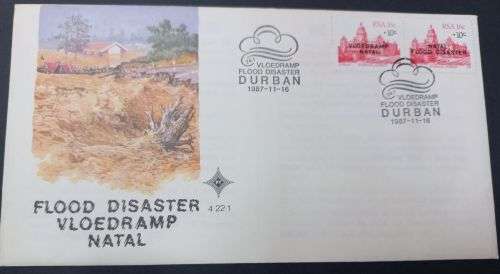 RSA 16c
+10c
VLOEDRAMP
NATAL
RSA 16c
+10c
NATAL
FLOOD DISASTER
VLOEDRAMP
FLOOD DISASTER
DURBAN
1987-11-16
VLOEDRAMP
FLOOD DISASTER
DURBAN
1987-11-16
FLOOD DISASTER
VLOEDRAMP
NATAL
4.22.1